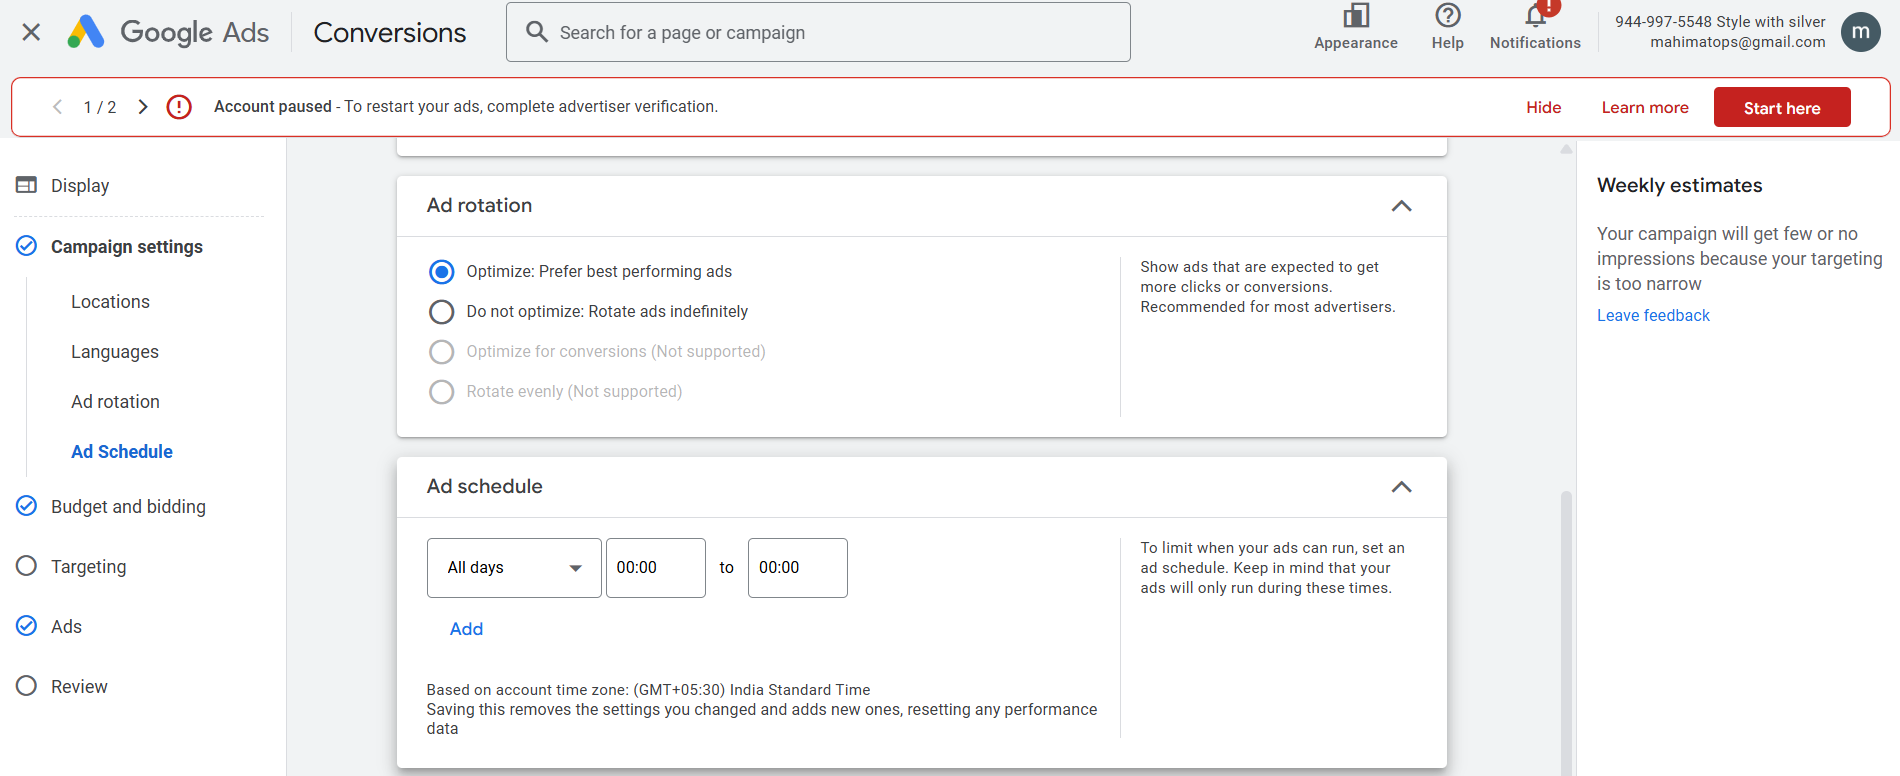 Google Ads
Conversions
Search for a page or campaign
Appearance
Help
!
Notifications
944-997-5548 Style with silver
mahimatops@gmail.com
m
1 / 2
Account paused - To restart your ads, complete advertiser verification.
Hide
Learn more
Start here
Display
Campaign settings
Locations
Languages
Ad rotation
Ad Schedule
Budget and bidding
Targeting
Ads
Review
Ad rotation
Optimize: Prefer best performing ads
Do not optimize: Rotate ads indefinitely
Optimize for conversions (Not supported)
Rotate evenly (Not supported)
Show ads that are expected to get
more clicks or conversions.
Recommended for most advertisers.
Ad schedule
All days
00:00
to
00:00
Add
Based on account time zone: (GMT+05:30) India Standard Time
Saving this removes the settings you changed and adds new ones, resetting any performance
data
To limit when your ads can run, set an
ad schedule. Keep in mind that your
ads will only run during these times.
Weekly estimates
Your campaign will get few or no
impressions because your targeting
is too narrow
Leave feedback